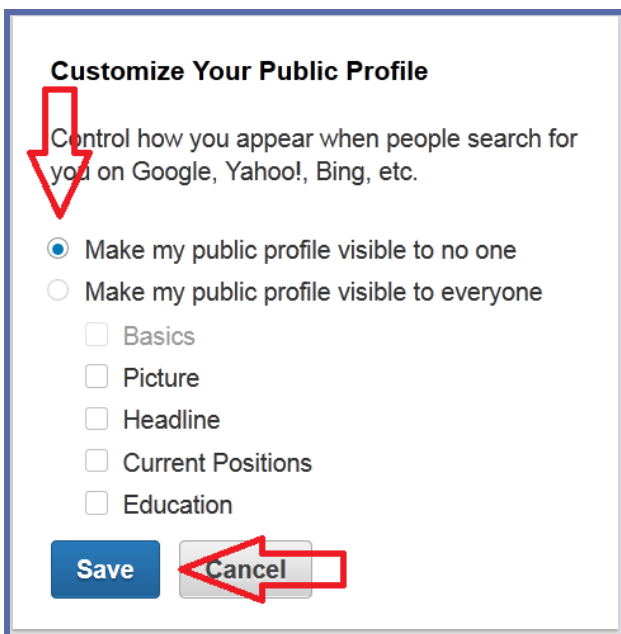 Customize Your Public Profile
Control how you appear when people search for
you on Google, Yahoo!, Bing, etc.
Make my public profile visible to no one
Make my public profile visible to everyone
Basics
Picture
Headline
Current Positions
Education
Save Cancel